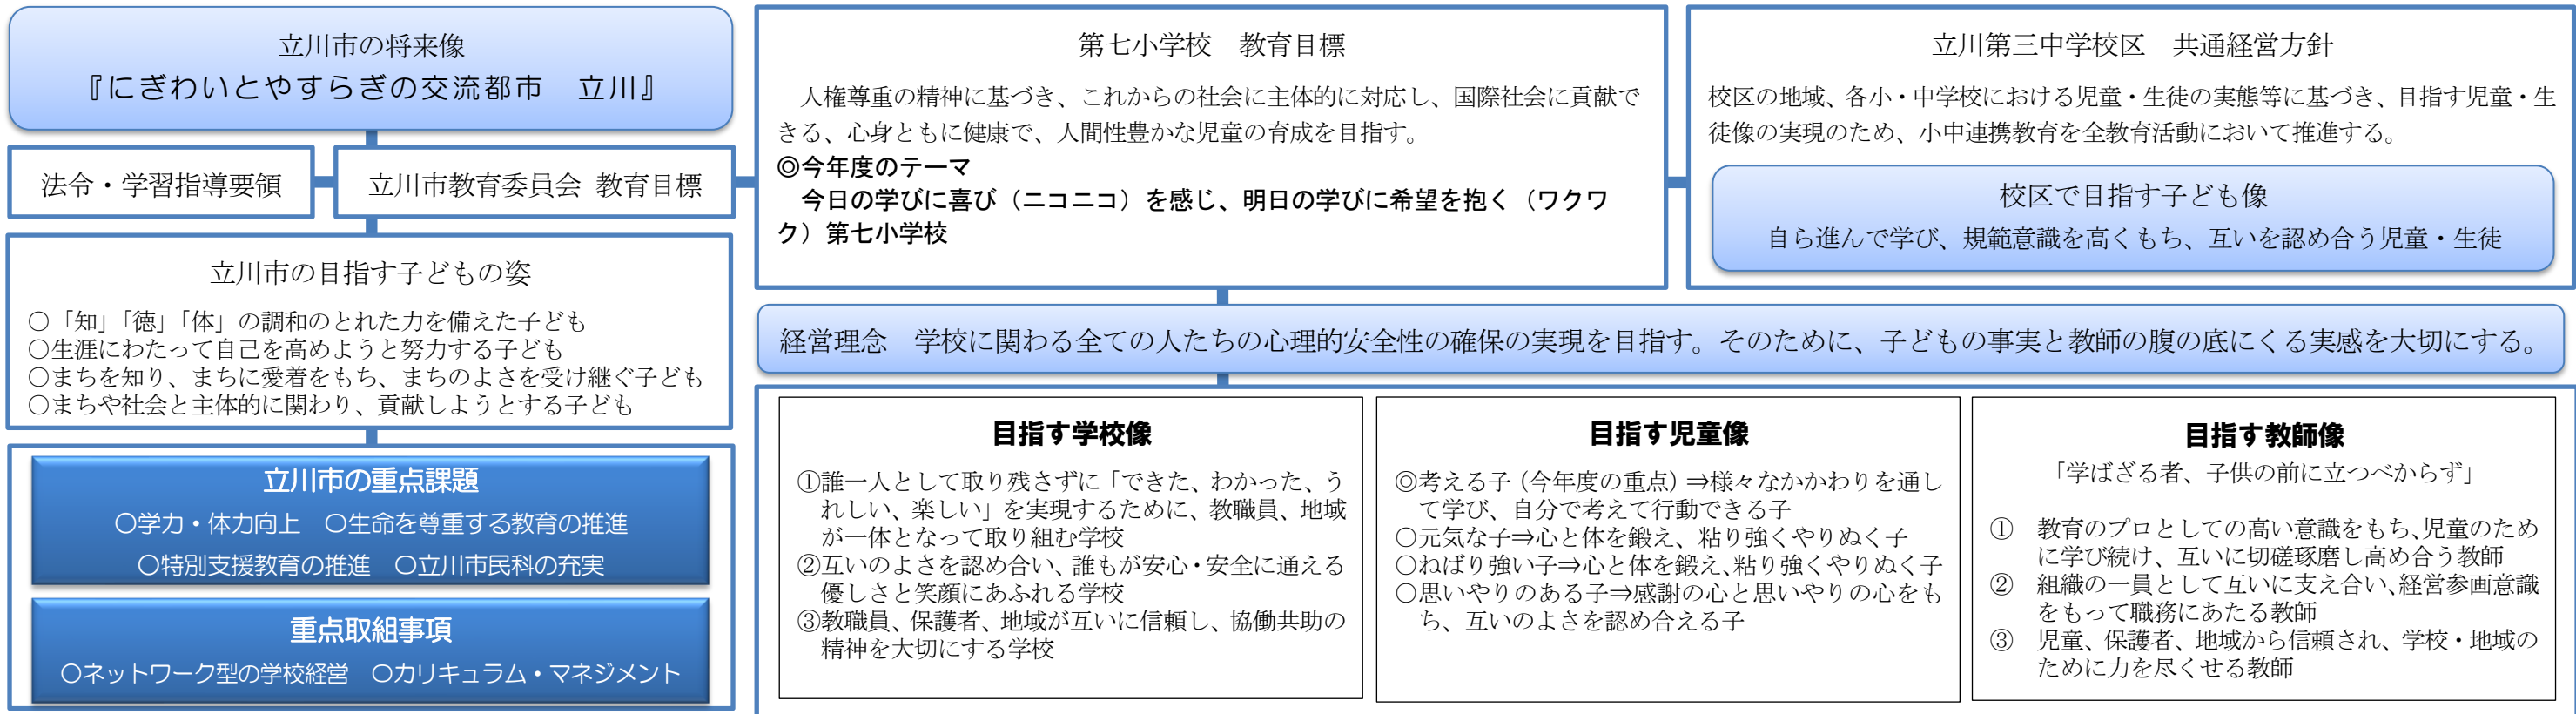 立川市の将来像
『にぎわいとやすらぎの交流都市　立川』
法令・学習指導要領
立川市教育委員会 教育目標
立川市の目指す子どもの姿
○「知」「徳」「体」の調和のとれた力を備えた子ども
○生涯にわたって自己を高めようと努力する子ども
○まちを知り、まちに愛着をもち、まちのよさを受け継ぐ子ども
○まちや社会と主体的に関わり、貢献しようとする子ども
立川市の重点課題
○学力・体力向上　○生命を尊重する教育の推進
○特別支援教育の推進　○立川市民科の充実
重点取組事項
○ネットワーク型の学校経営　○カリキュラム・マネジメント
第七小学校　教育目標
人権尊重の精神に基づき、これからの社会に主体的に対応し、国際社会に貢献で
きる、心身ともに健康で、人間性豊かな児童の育成を目指す。
◎今年度のテーマ
今日の学びに喜び（ニコニコ）を感じ、明日の学びに希望を抱く（ワクワ
ク）第七小学校
立川第三中学校区　共通経営方針
校区の地域、各小・中学校における児童・生徒の実態等に基づき、目指す児童・生
徒像の実現のため、小中連携教育を全教育活動において推進する。
校区で目指す子ども像
自ら進んで学び、規範意識を高くもち、互いを認め合う児童・生徒
経営理念　学校に関わる全ての人たちの心理的安全性の確保の実現を目指す。そのために、子どもの事実と教師の腹の底にくる実感を大切にする。
目指す学校像
①誰一人として取り残さずに「できた、わかった、う
れしい、楽しい」を実現するために、教職員、地域
が一体となって取り組む学校
②互いのよさを認め合い、誰もが安心・安全に通える
優しさと笑顔にあふれる学校
③教職員、保護者、地域が互いに信頼し、協働共助の
精神を大切にする学校
目指す児童像
◎考える子（今年度の重点）⇒様々なかかわりを通し
て学び、自分で考えて行動できる子
○元気な子⇒心と体を鍛え、粘り強くやりぬく子
○ねばり強い子⇒心と体を鍛え、粘り強くやりぬく子
○思いやりのある子⇒感謝の心と思いやりの心をも
ち、互いのよさを認め合える子
目指す教師像
「学ばざる者、子供の前に立つべからず」
①　教育のプロとしての高い意識をもち、児童のため
に学び続け、互いに切磋琢磨し高め合う教師
②　組織の一員として互いに支え合い、経営参画意識
をもって職務にあたる教師
③　児童、保護者、地域から信頼され、学校・地域の
ために力を尽くせる教師